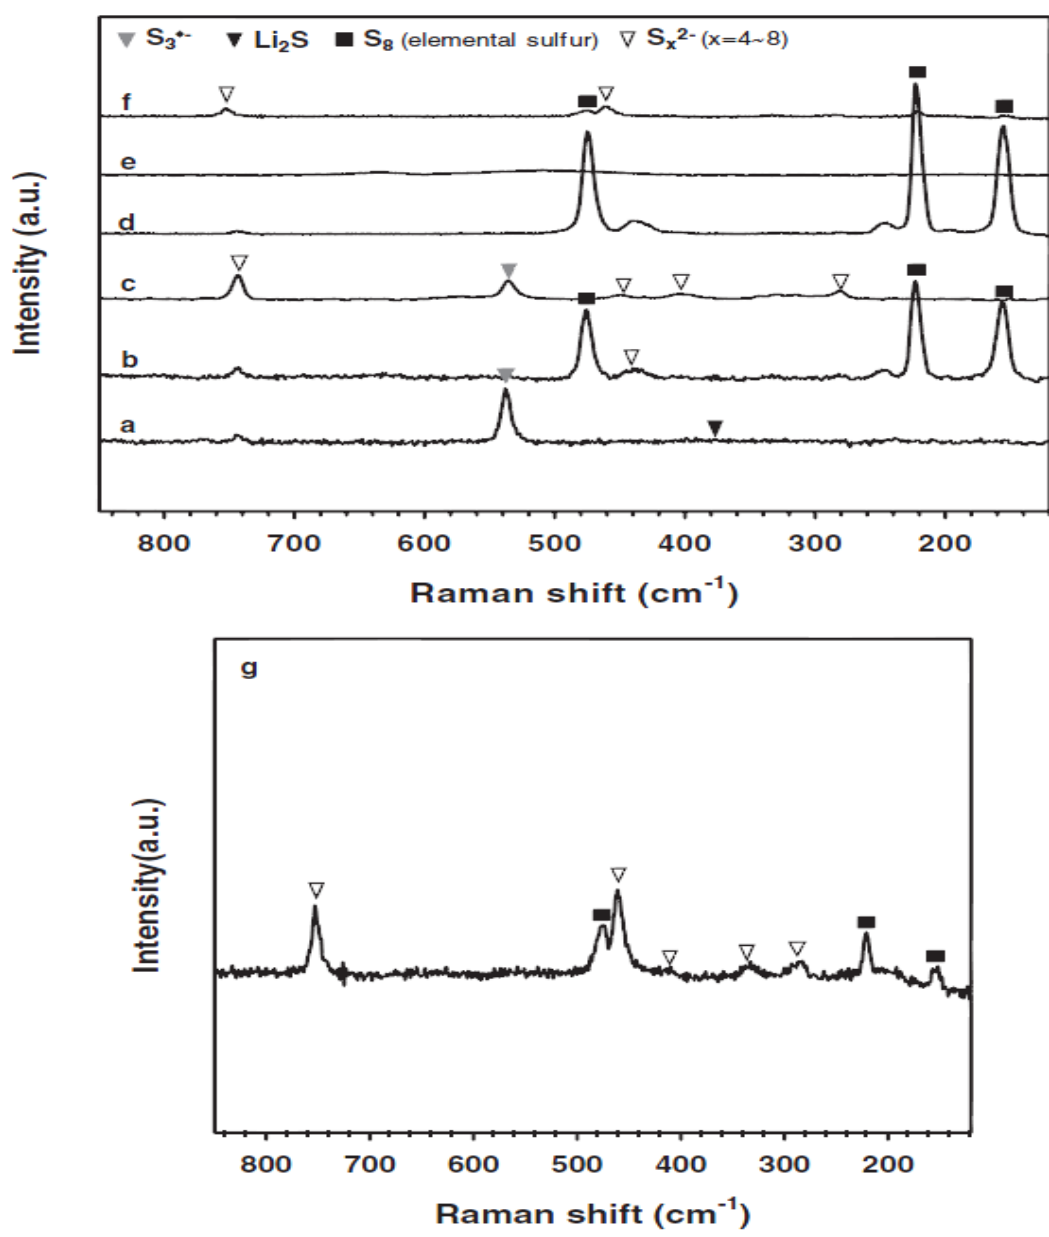 S₃•- Li₂S S₈ (elemental sulfur) Sₓ²⁻ (x=4~8)
f
e
d
c
b
a
Intensity (a.u.)
800 700 600 500 400 300 200
Raman shift (cm⁻¹)
g
Intensity(a.u.)
800 700 600 500 400 300 200
Raman shift (cm⁻¹)